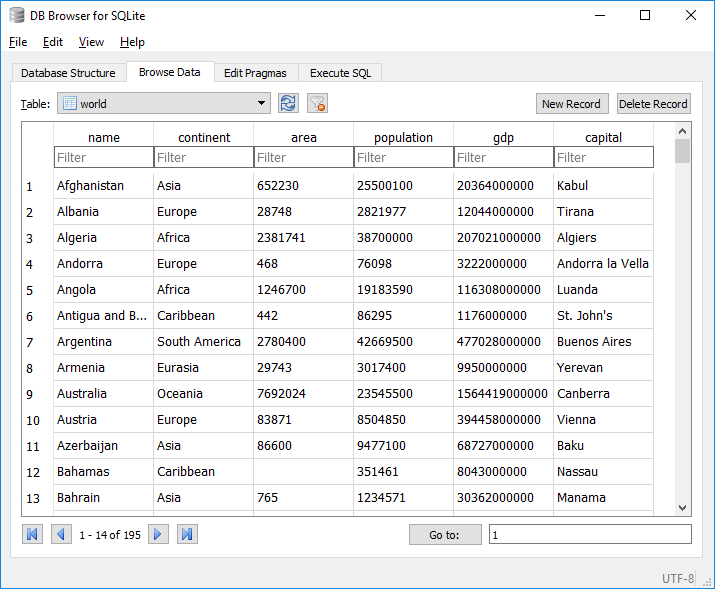 DB Browser for SQLite
File Edit View Help
Database Structure Browse Data Edit Pragmas Execute SQL
Table: world New Record Delete Record
name continent area population gdp capital
Filter Filter Filter Filter Filter Filter
1 Afghanistan Asia 652230 25500100 20364000000 Kabul
2 Albania Europe 28748 2821977 12044000000 Tirana
3 Algeria Africa 2381741 38700000 207021000000 Algiers
4 Andorra Europe 468 76098 3222000000 Andorra la Vella
5 Angola Africa 1246700 19183590 116308000000 Luanda
6 Antigua and B... Caribbean 442 86295 1176000000 St. John's
7 Argentina South America 2780400 42669500 477028000000 Buenos Aires
8 Armenia Eurasia 29743 3017400 9950000000 Yerevan
9 Australia Oceania 7692024 23545500 1564419000000 Canberra
10 Austria Europe 83871 8504850 394458000000 Vienna
11 Azerbaijan Asia 86600 9477100 68727000000 Baku
12 Bahamas Caribbean 351461 8043000000 Nassau
13 Bahrain Asia 765 1234571 30362000000 Manama
1 - 14 of 195 Go to: 1
UTF-8